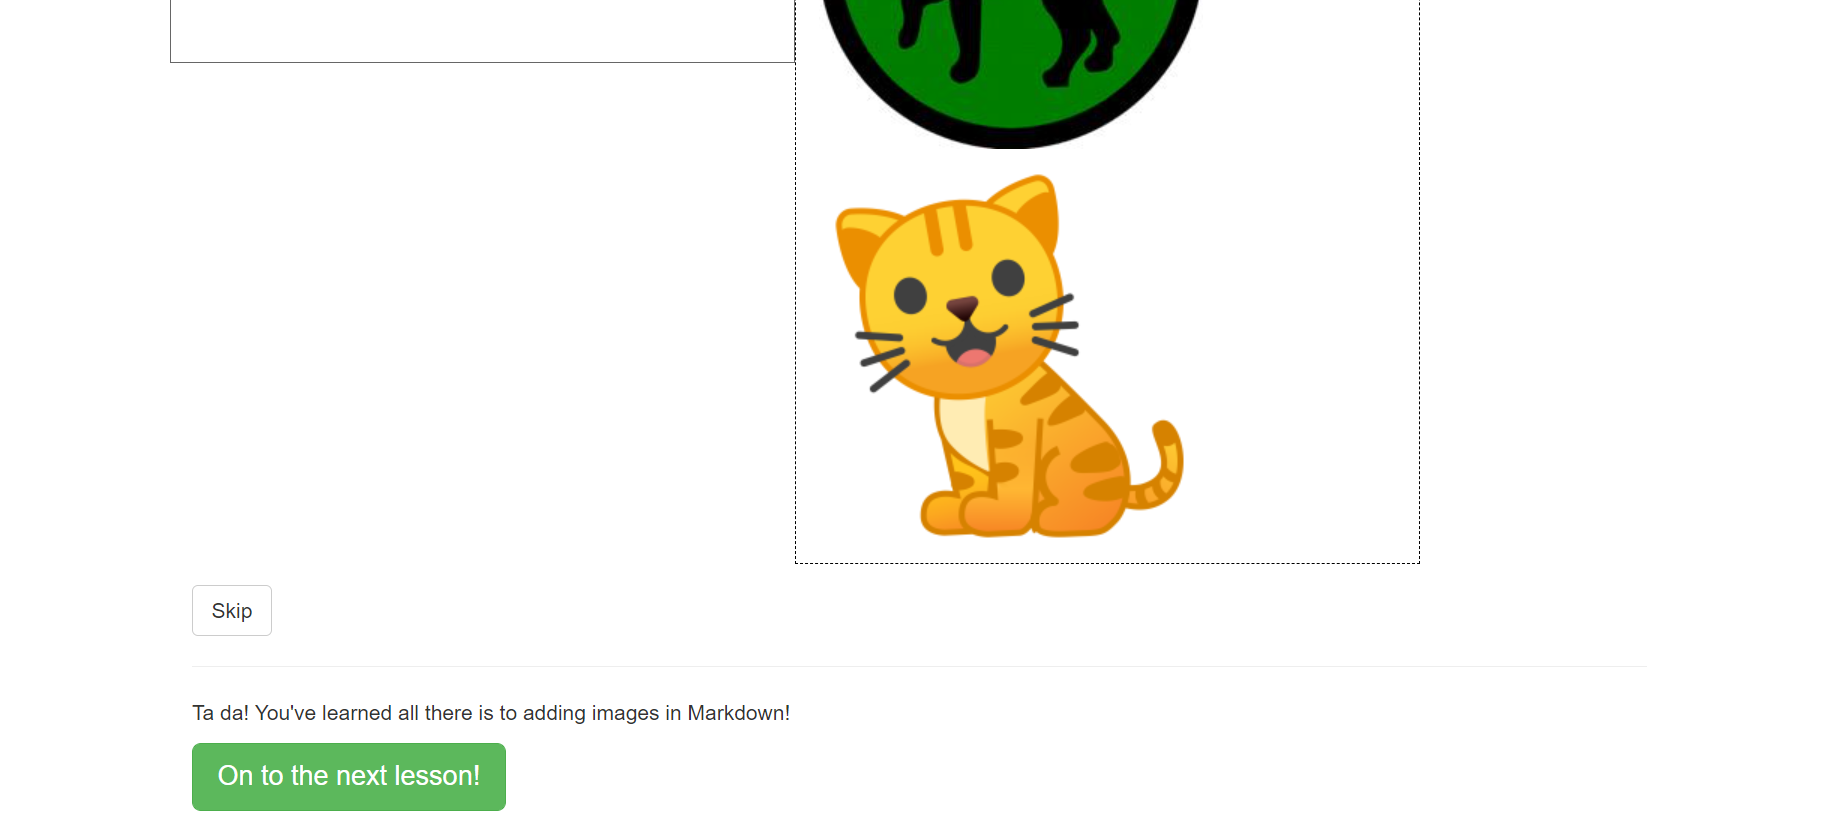 Skip
Ta da! You've learned all there is to adding images in Markdown!
On to the next lesson!